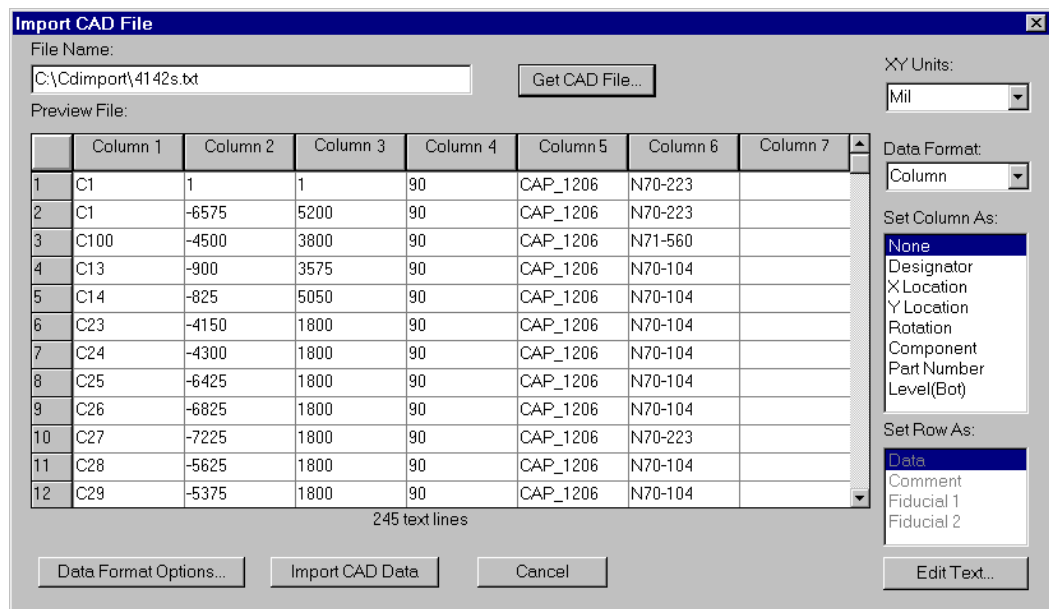 Import CAD File
File Name:
C:\Cdimport\4142s.txt
Get CAD File...
XY Units:
Mil
Preview File:
Column 1 Column 2 Column 3 Column 4 Column 5 Column 6 Column 7
1 C1 1 1 90 CAP_1206 N70-223
2 C1 -6575 5200 90 CAP_1206 N70-223
3 C100 -4500 3800 90 CAP_1206 N71-560
4 C13 -900 3575 90 CAP_1206 N70-104
5 C14 -825 5050 90 CAP_1206 N70-104
6 C23 -4150 1800 90 CAP_1206 N70-104
7 C24 -4300 1800 90 CAP_1206 N70-104
8 C25 -6425 1800 90 CAP_1206 N70-104
9 C26 -6825 1800 90 CAP_1206 N70-104
10 C27 -7225 1800 90 CAP_1206 N70-223
11 C28 -5625 1800 90 CAP_1206 N70-104
12 C29 -5375 1800 90 CAP_1206 N70-104
245 text lines
Data Format:
Column
Set Column As:
None
Designator
X Location
Y Location
Rotation
Component
Part Number
Level(Bot)
Set Row As:
Data
Comment
Fiducial 1
Fiducial 2
Data Format Options...
Import CAD Data
Cancel
Edit Text...